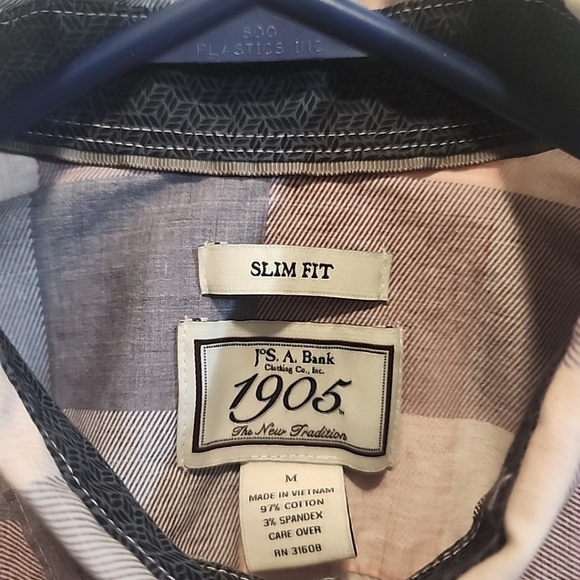 800
PLASTICS INC
SLIM FIT
JoS. A. Bank
Clothing Co., Inc.
1905
The New Tradition
M
MADE IN VIETNAM
97% COTTON
3% SPANDEX
CARE OVER
RN 31608